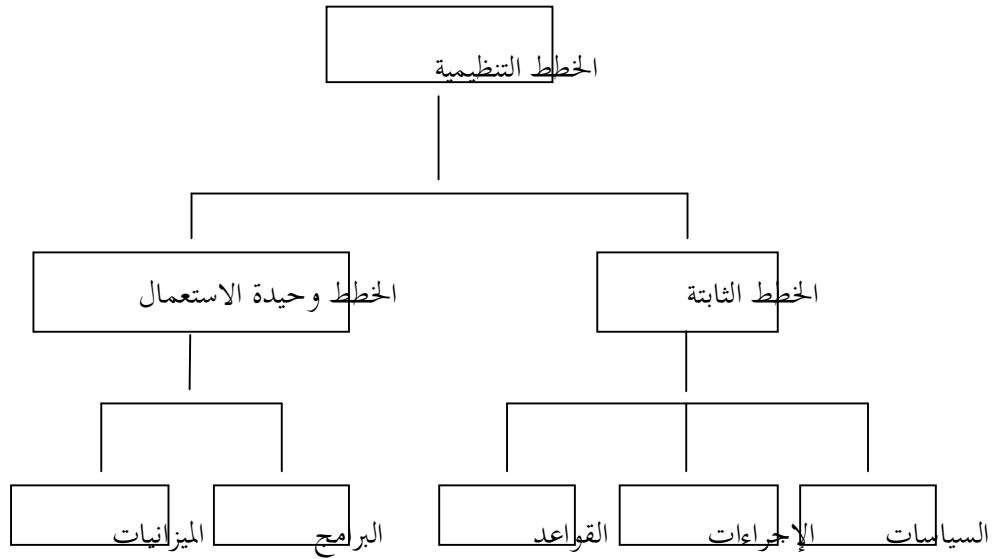 الخطط التنظيمية
الخطط الثابتة
الخطط وحيدة الاستعمال
السياسات
الإجراءات
القواعد
البرامج
الميزانيات